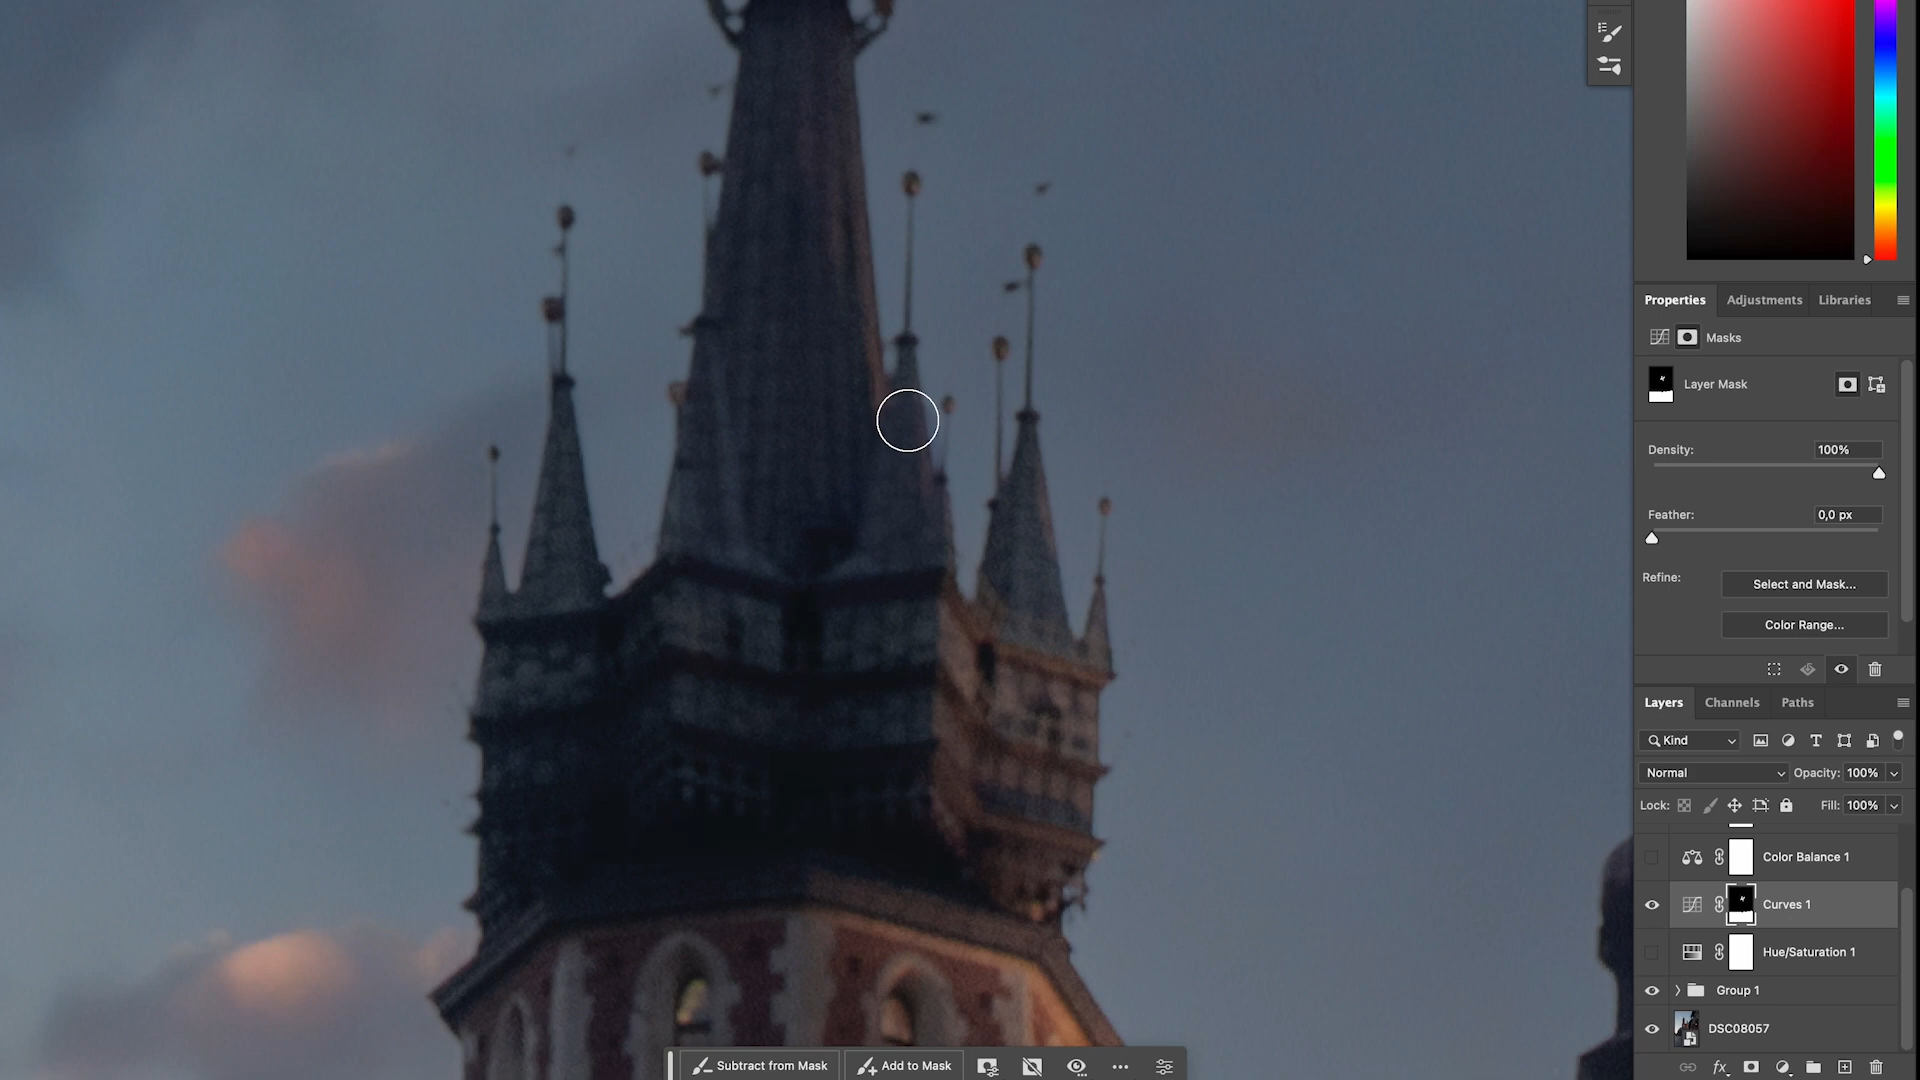 Properties Adjustments Libraries
Masks
Layer Mask
Density: 100%
Feather: 0,0 px
Refine: Select and Mask...
Color Range...
Layers Channels Paths
Kind
Normal Opacity: 100%
Lock: Fill: 100%
Color Balance 1
Curves 1
Hue/Saturation 1
Group 1
DSC08057
fx
Subtract from Mask Add to Mask